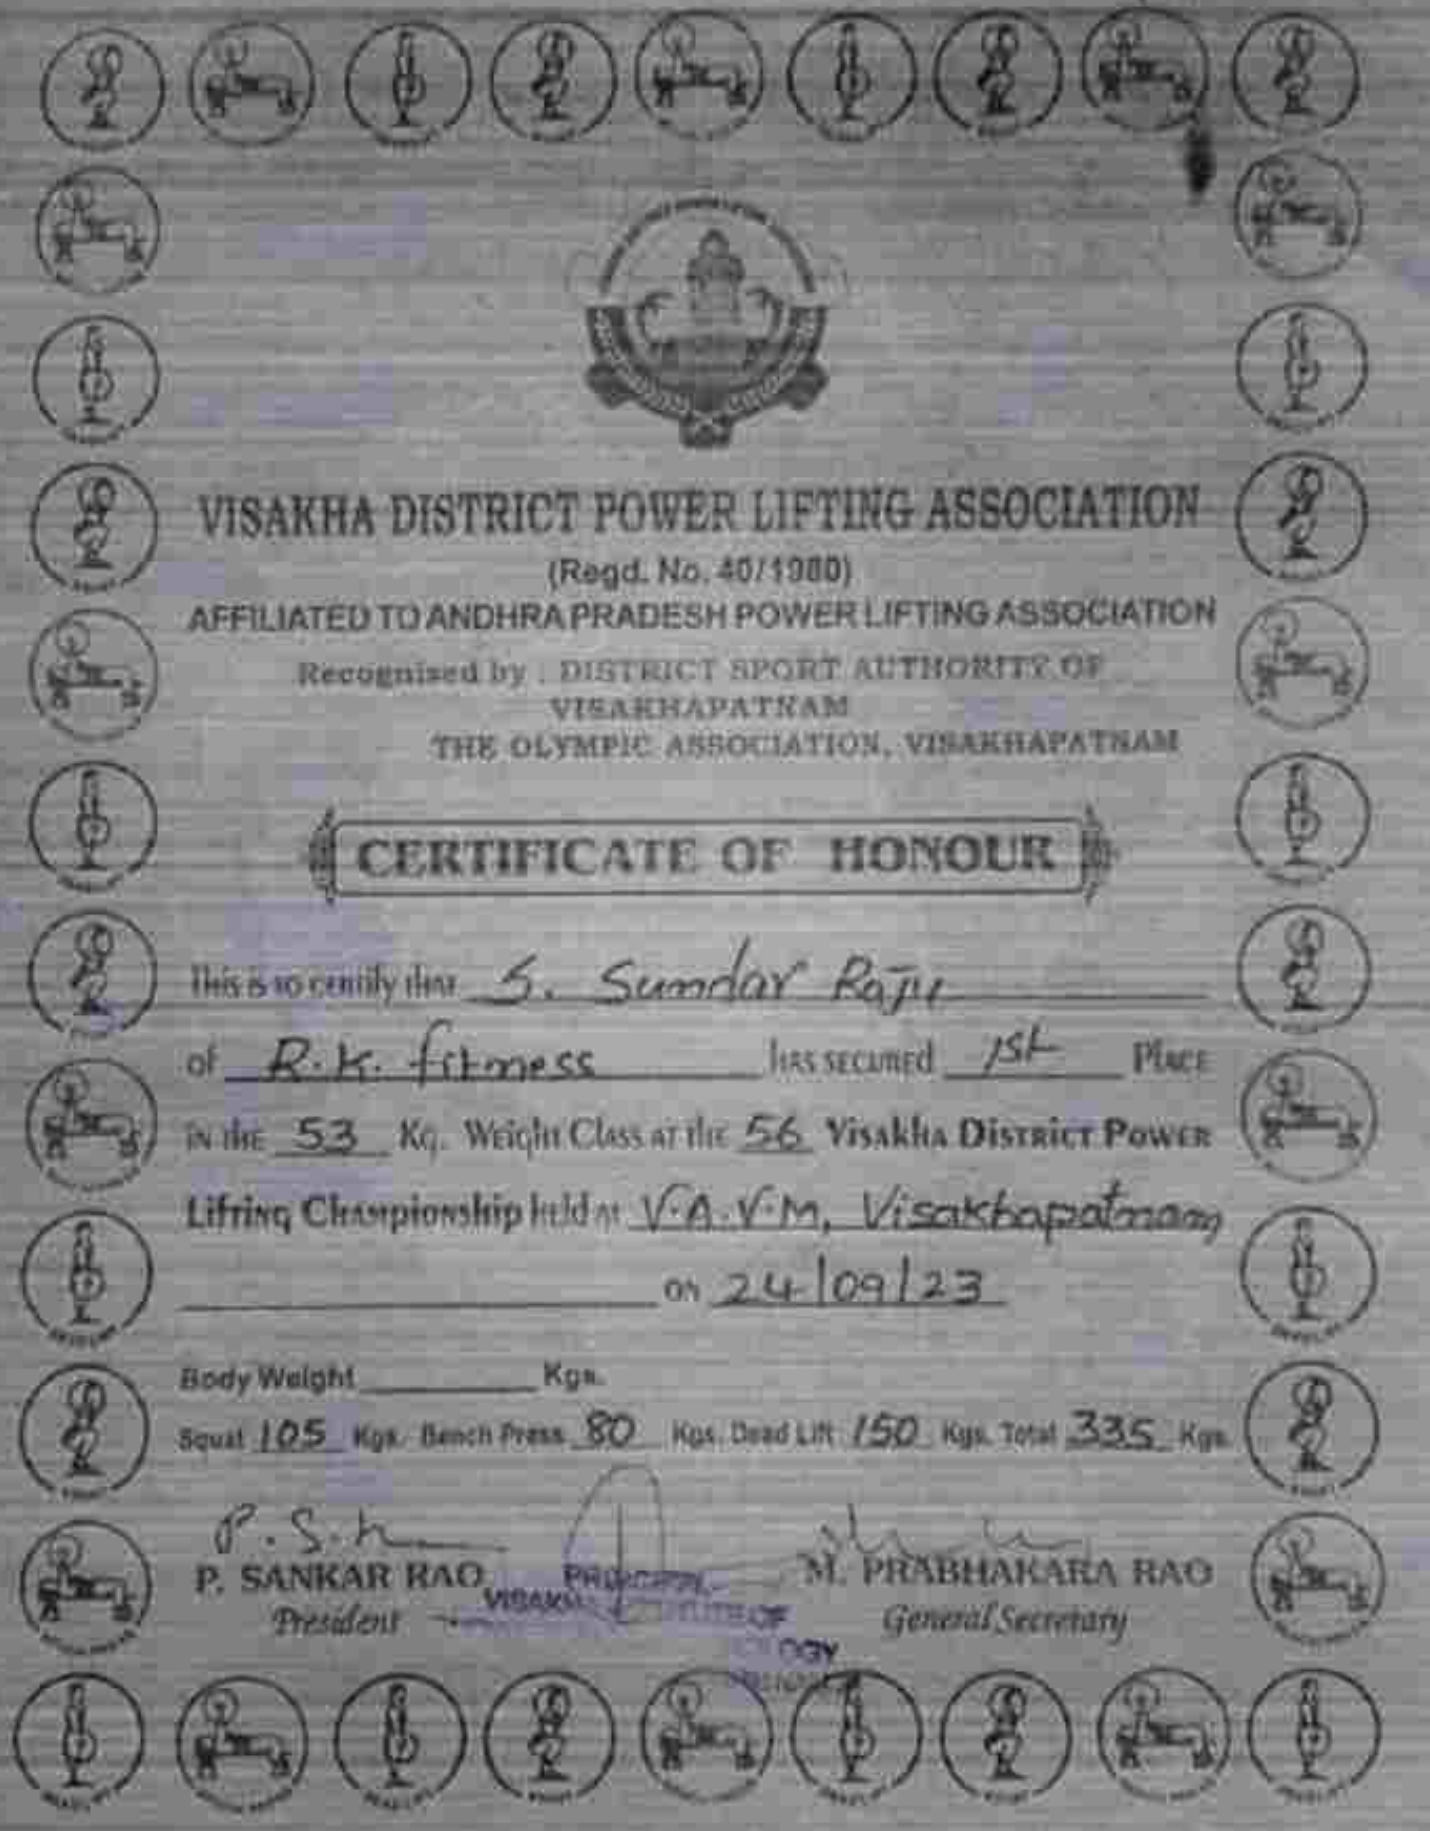 VISAKHA DISTRICT POWER LIFTING ASSOCIATION
(Regd. No. 40/1980)
AFFILIATED TO ANDHRA PRADESH POWER LIFTING ASSOCIATION
Recognised by : DISTRICT SPORT AUTHORITY OF
VISAKHAPATNAM
THE OLYMPIC ASSOCIATION, VISAKHAPATNAM
CERTIFICATE OF HONOUR
This is to certify that S. Sundar Raju
of R.K. fitness has secured 1st Place
in the 53 Kg. Weight Class at the 56 Visakha District Power
Lifting Championship held at V.A.V.M, Visakhapatnam
on 24/09/23
Body Weight Kgs.
Squat 105 Kgs. Bench Press 80 Kgs. Dead Lift 150 Kgs. Total 335 Kgs.
P. SANKAR RAO M. PRABHAKARA RAO
President General Secretary
PRINCIPAL